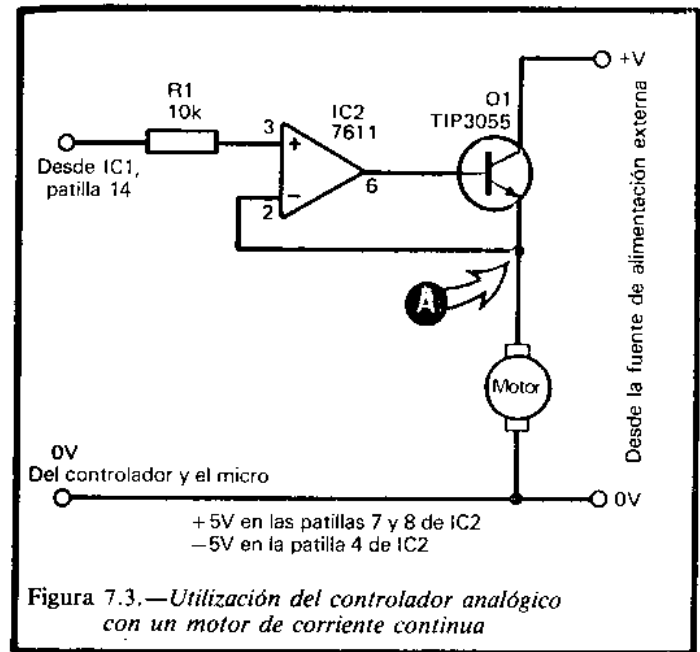 +V
R1
10k
IC2
7611
Q1
TIP3055
3
+
Desde IC1,
patilla 14
6
−
2
A
Motor
Desde la fuente de alimentación externa
0V
Del controlador y el micro
0V
+5V en las patillas 7 y 8 de IC2
−5V en la patilla 4 de IC2
Figura 7.3.—Utilización del controlador analógico
con un motor de corriente continua